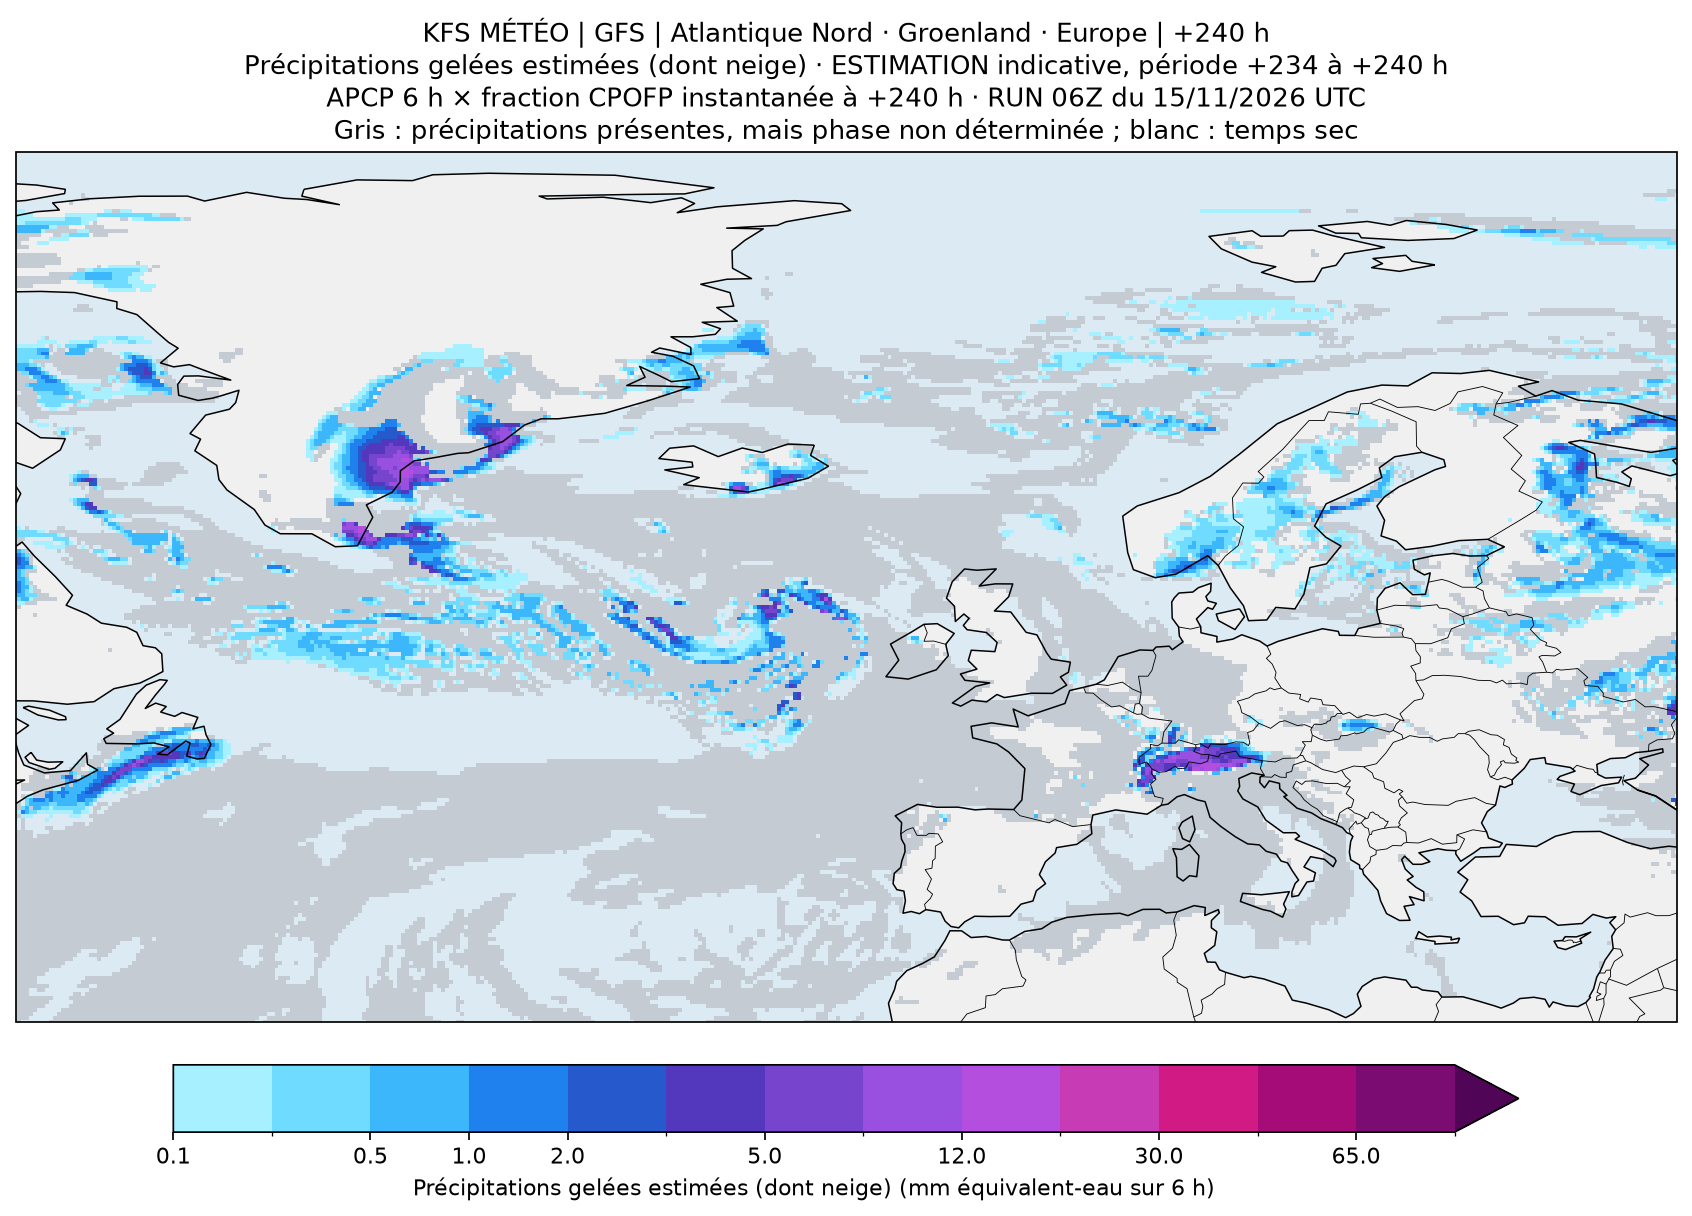 KFS MÉTÉO | GFS | Atlantique Nord · Groenland · Europe | +240 h
Précipitations gelées estimées (dont neige) · ESTIMATION indicative, période +234 à +240 h
APCP 6 h × fraction CPOFP instantanée à +240 h · RUN 06Z du 15/11/2026 UTC
Gris : précipitations présentes, mais phase non déterminée ; blanc : temps sec
0.1 0.5 1.0 2.0 5.0 12.0 30.0 65.0
Précipitations gelées estimées (dont neige) (mm équivalent-eau sur 6 h)